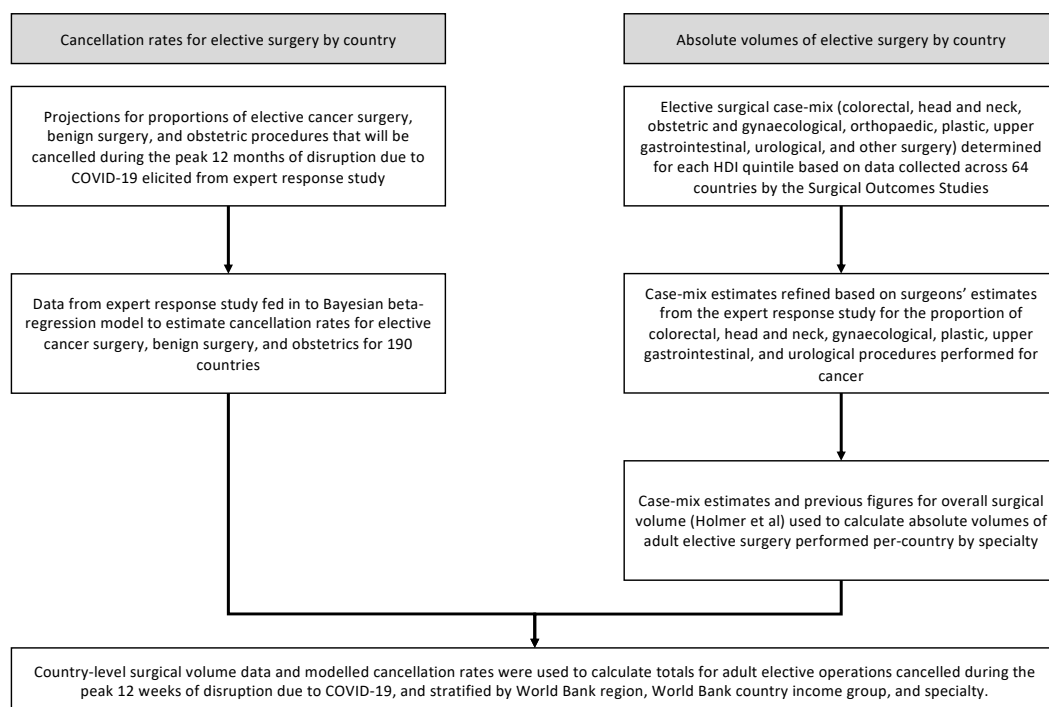 Cancellation rates for elective surgery by country
Projections for proportions of elective cancer surgery,
benign surgery, and obstetric procedures that will be
cancelled during the peak 12 months of disruption due to
COVID-19 elicited from expert response study
Data from expert response study fed in to Bayesian beta-
regression model to estimate cancellation rates for elective
cancer surgery, benign surgery, and obstetrics for 190
countries
Absolute volumes of elective surgery by country
Elective surgical case-mix (colorectal, head and neck,
obstetric and gynaecological, orthopaedic, plastic, upper
gastrointestinal, urological, and other surgery) determined
for each HDI quintile based on data collected across 64
countries by the Surgical Outcomes Studies
Case-mix estimates refined based on surgeons’ estimates
from the expert response study for the proportion of
colorectal, head and neck, gynaecological, plastic, upper
gastrointestinal, and urological procedures performed for
cancer
Case-mix estimates and previous figures for overall surgical
volume (Holmer et al) used to calculate absolute volumes of
adult elective surgery performed per-country by specialty
Country-level surgical volume data and modelled cancellation rates were used to calculate totals for adult elective operations cancelled during the
peak 12 weeks of disruption due to COVID-19, and stratified by World Bank region, World Bank country income group, and specialty.